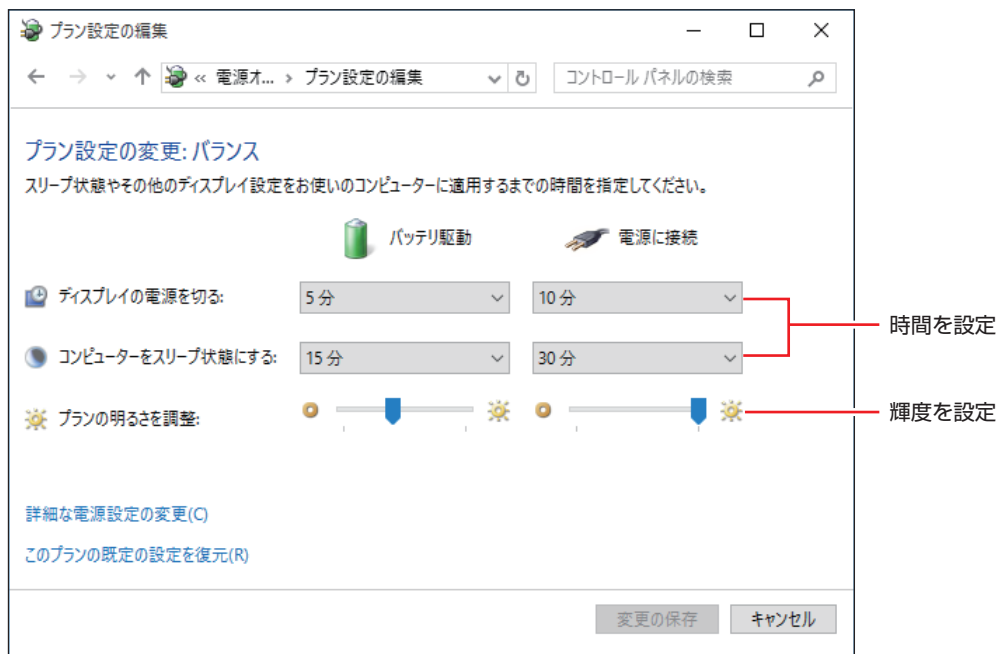 プラン設定の編集
« 電源オ... › プラン設定の編集
コントロール パネルの検索
プラン設定の変更: バランス
スリープ状態やその他のディスプレイ設定をお使いのコンピューターに適用するまでの時間を指定してください。
バッテリ駆動
電源に接続
ディスプレイの電源を切る:
5 分
10 分
時間を設定
コンピューターをスリープ状態にする:
15 分
30 分
プランの明るさを調整:
輝度を設定
詳細な電源設定の変更(C)
このプランの既定の設定を復元(R)
変更の保存
キャンセル